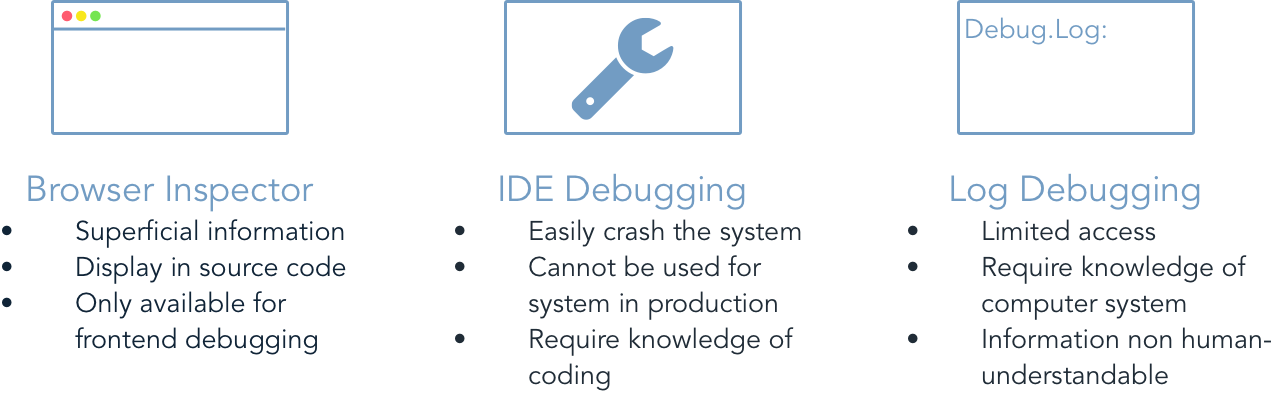 Debug.Log:
Browser Inspector
• Superficial information
• Display in source code
• Only available for
frontend debugging
IDE Debugging
• Easily crash the system
• Cannot be used for
system in production
• Require knowledge of
coding
Log Debugging
• Limited access
• Require knowledge of
computer system
• Information non human-
understandable